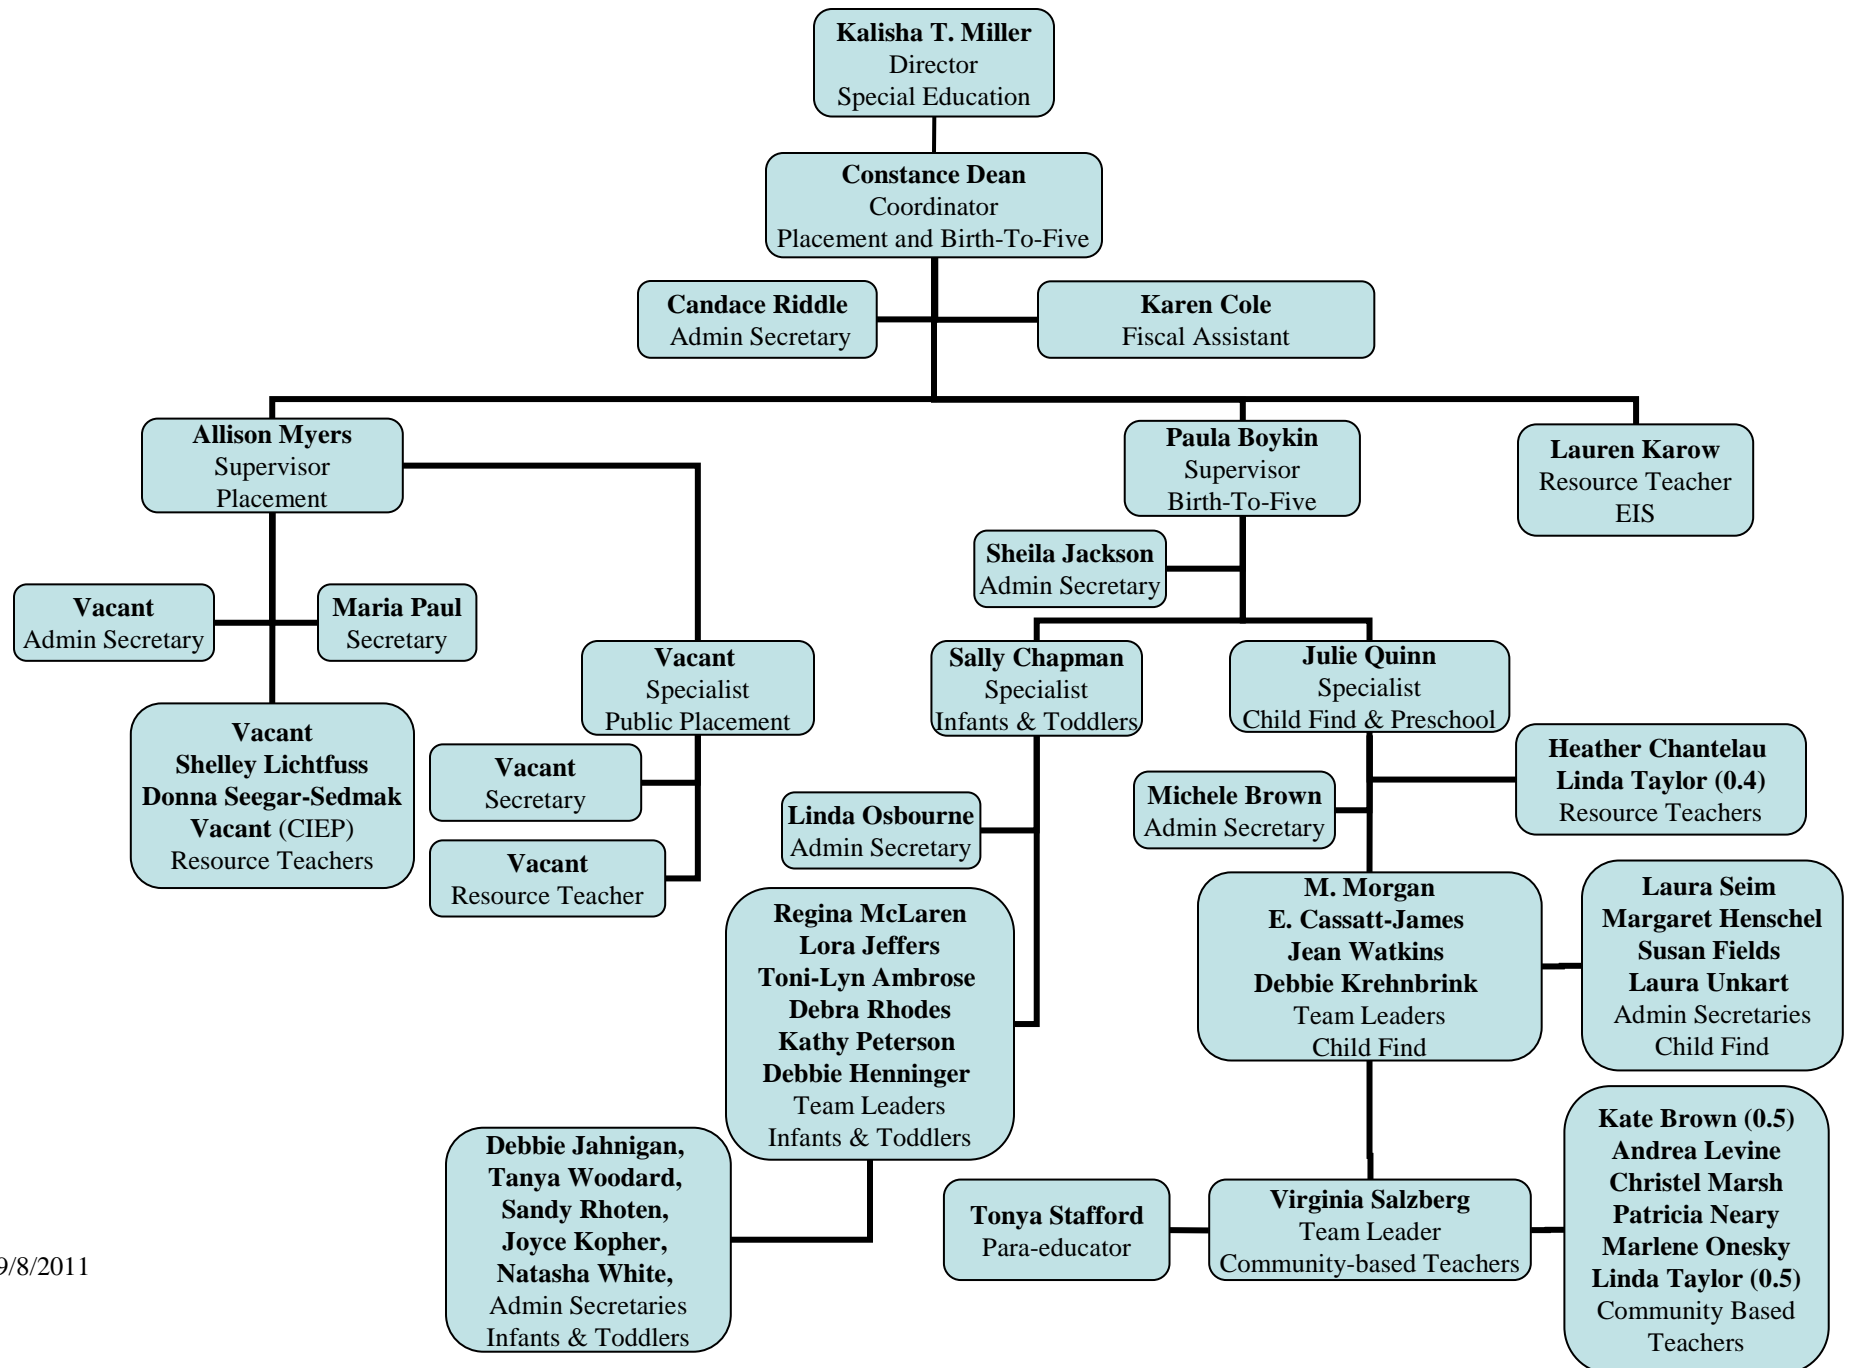 Kalisha T. Miller
Director
Special Education
Constance Dean
Coordinator
Placement and Birth-To-Five
Candace Riddle
Admin Secretary
Karen Cole
Fiscal Assistant
Allison Myers
Supervisor
Placement
Paula Boykin
Supervisor
Birth-To-Five
Lauren Karow
Resource Teacher
EIS
Sheila Jackson
Admin Secretary
Vacant
Admin Secretary
Maria Paul
Secretary
Vacant
Specialist
Public Placement
Sally Chapman
Specialist
Infants & Toddlers
Julie Quinn
Specialist
Child Find & Preschool
Vacant
Shelley Lichtfuss
Donna Seegar-Sedmak
Vacant (CIEP)
Resource Teachers
Vacant
Secretary
Vacant
Resource Teacher
Linda Osbourne
Admin Secretary
Michele Brown
Admin Secretary
Heather Chantelau
Linda Taylor (0.4)
Resource Teachers
Regina McLaren
Lora Jeffers
Toni-Lyn Ambrose
Debra Rhodes
Kathy Peterson
Debbie Henninger
Team Leaders
Infants & Toddlers
M. Morgan
E. Cassatt-James
Jean Watkins
Debbie Krehnbrink
Team Leaders
Child Find
Laura Seim
Margaret Henschel
Susan Fields
Laura Unkart
Admin Secretaries
Child Find
Debbie Jahnigan,
Tanya Woodard,
Sandy Rhoten,
Joyce Kopher,
Natasha White,
Admin Secretaries
Infants & Toddlers
Tonya Stafford
Para-educator
Virginia Salzberg
Team Leader
Community-based Teachers
Kate Brown (0.5)
Andrea Levine
Christel Marsh
Patricia Neary
Marlene Onesky
Linda Taylor (0.5)
Community Based
Teachers
9/8/2011